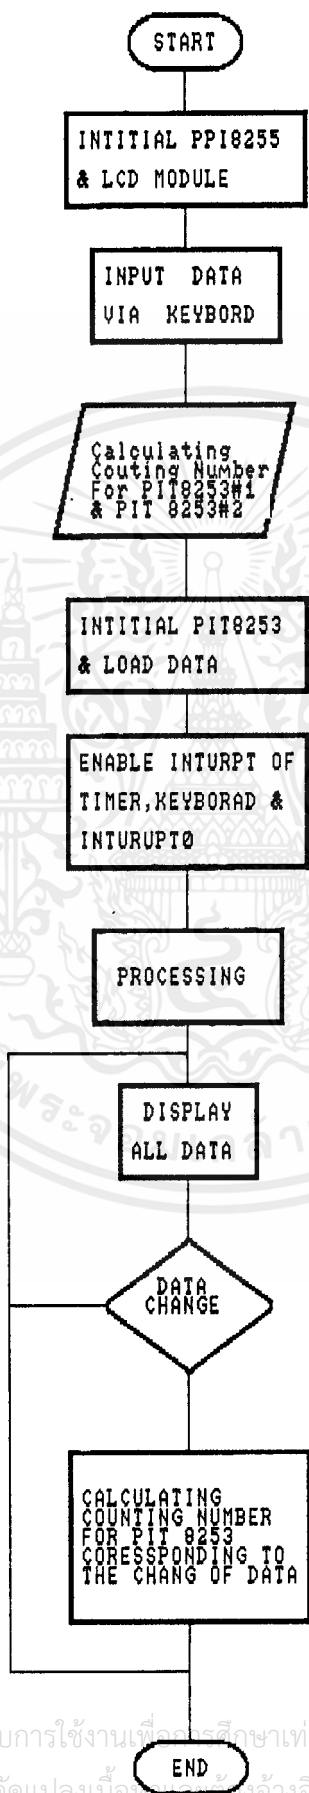 START
INTITIAL PPI8255
& LCD MODULE
INPUT DATA
VIA KEYBORD
Calculating
Couting Number
For PIT8253#1
& PIT 8253#2
INTITIAL PIT8253
& LOAD DATA
ENABLE INTURPT OF
TIMER,KEYBORAD &
INTURUPT0
PROCESSING
DISPLAY
ALL DATA
DATA
CHANGE
CALCULATING
COUNTING NUMBER
FOR PIT 8253
CORESSPONDING TO
THE CHANG OF DATA
END